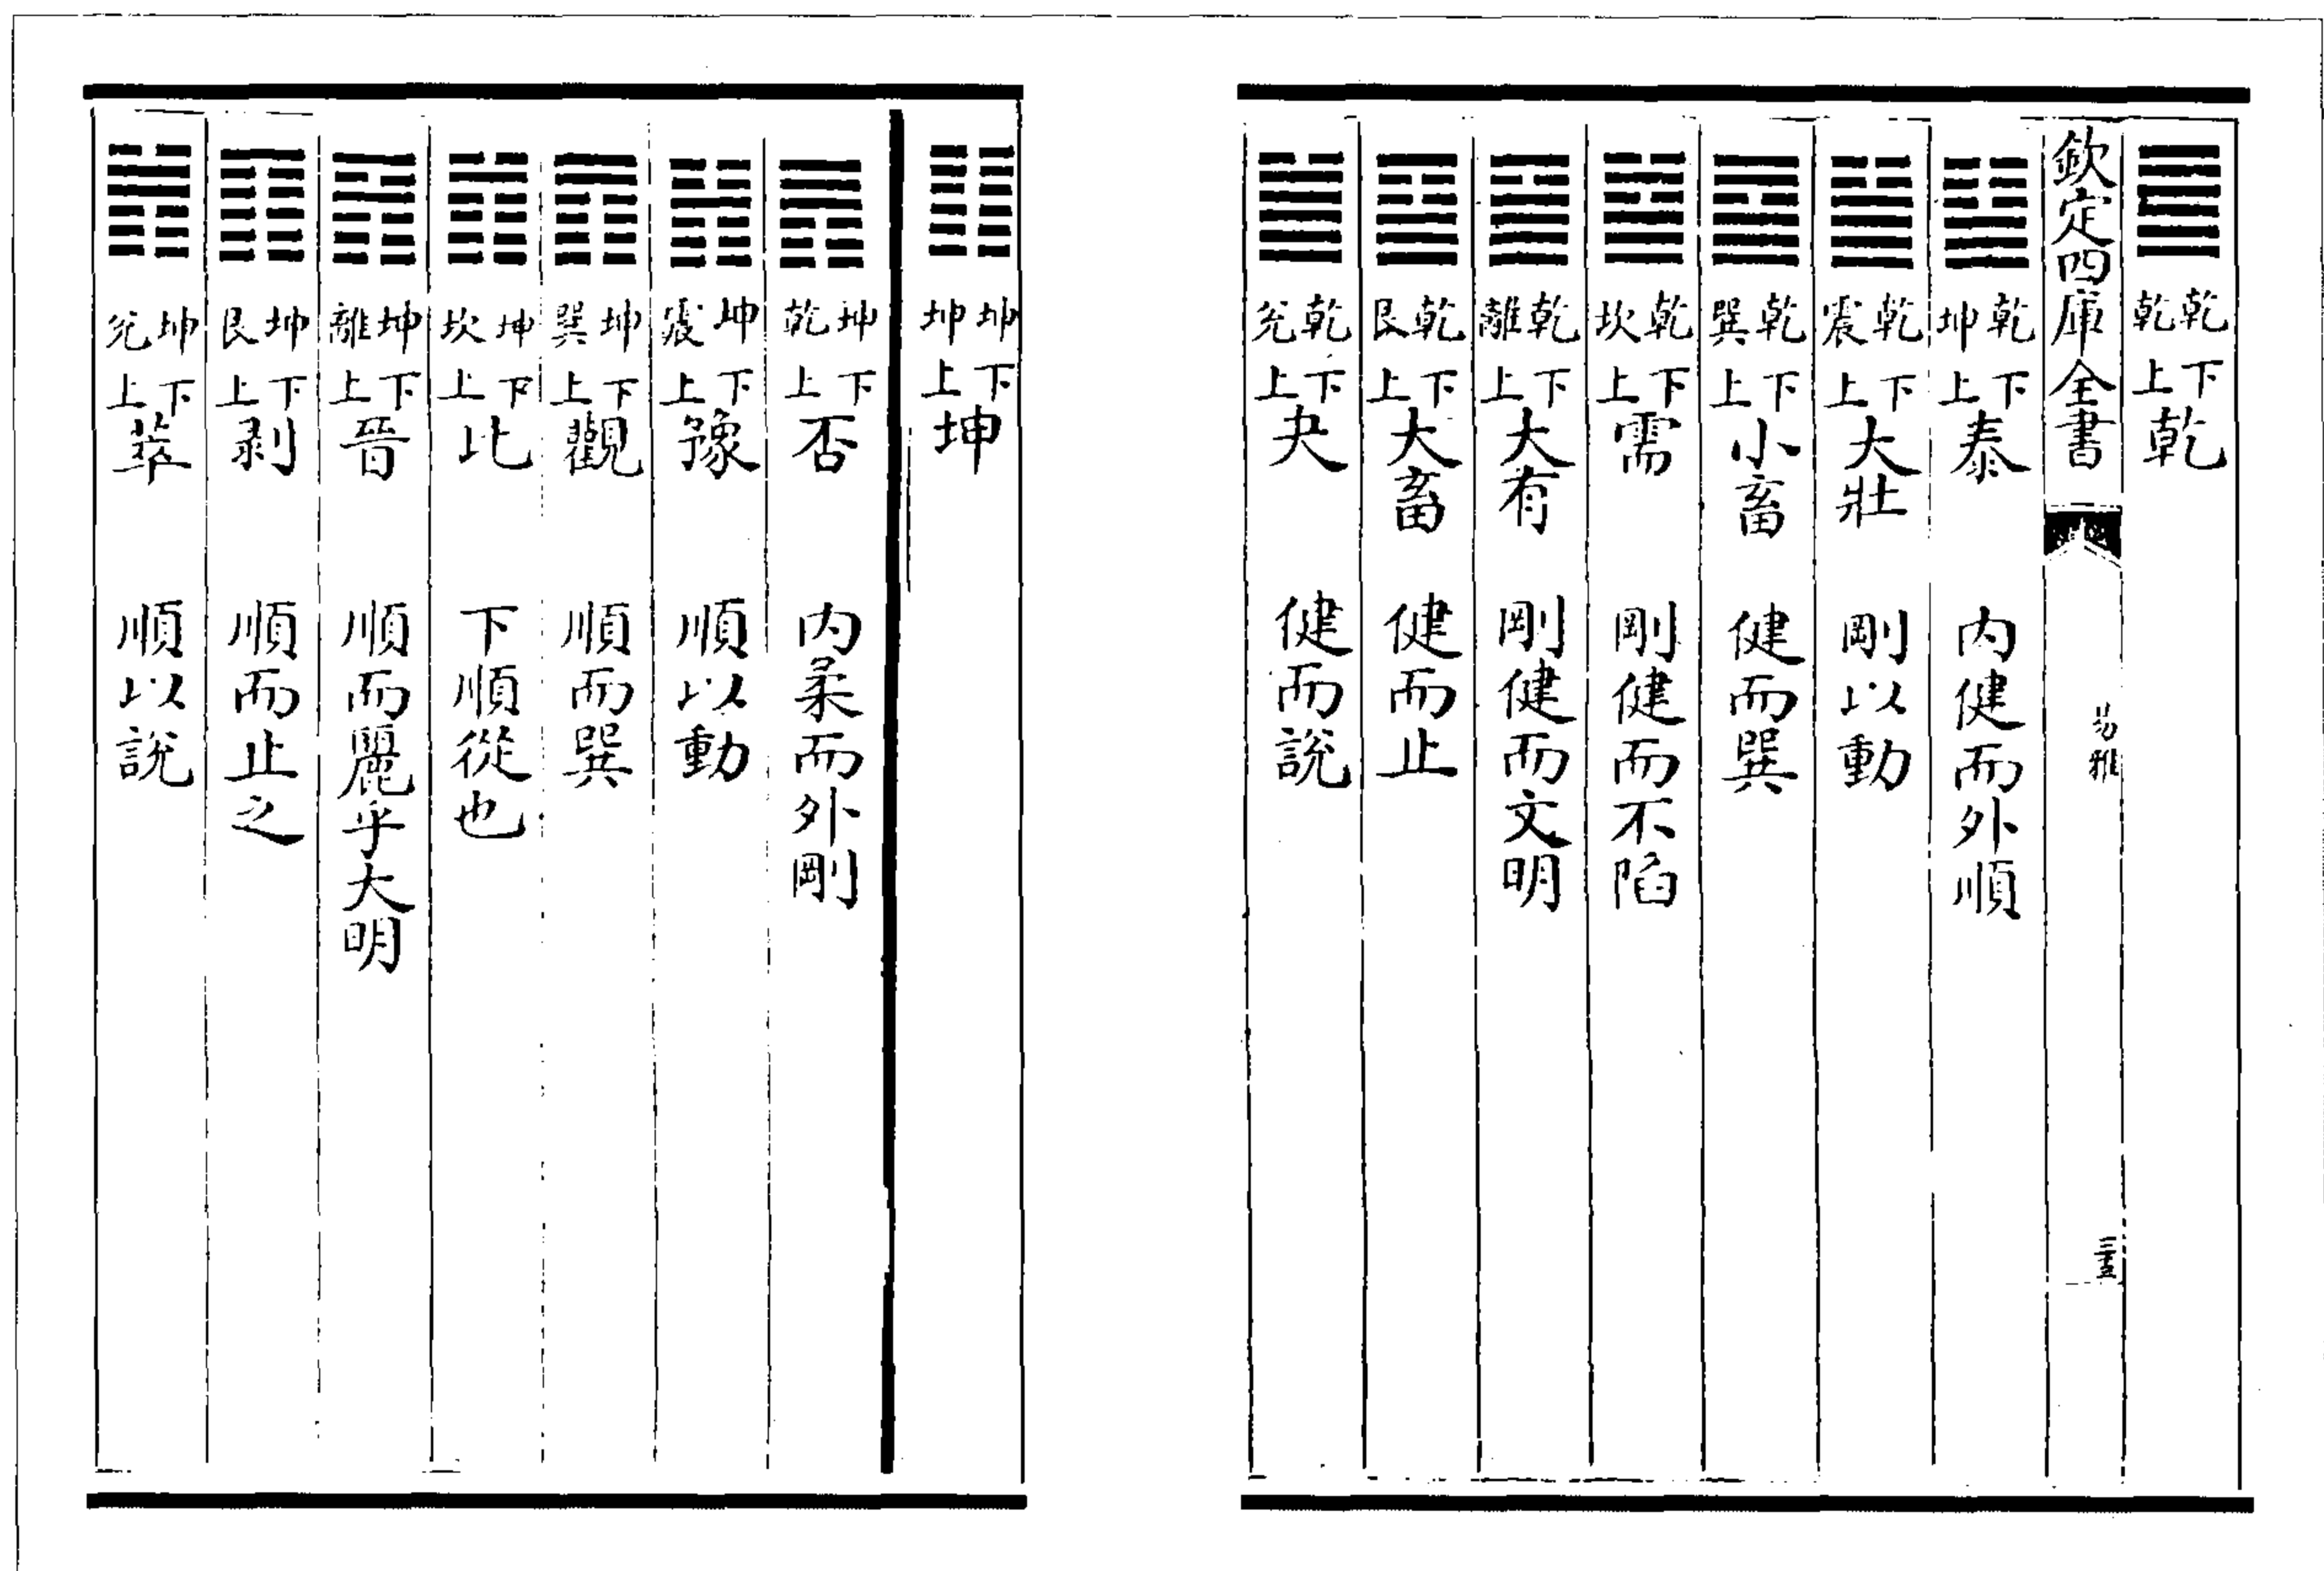 乾下乾上乾
欽定四庫全書
易雅
乾下坤上泰 内健而外順
乾下震上大壯 剛以動
乾下巽上小畜 健而巽
乾下坎上需 剛健而不陷
乾下離上大有 剛健而文明
乾下艮上大畜 健而止
乾下兊上夬 健而說
坤下坤上坤
坤下乾上否 内柔而外剛
坤下震上豫 順以動
坤下巽上觀 順而巽
坤下坎上比 下順從也
坤下離上晉 順而麗乎大明
坤下艮上剥 順而止之
坤下兊上萃 順以說